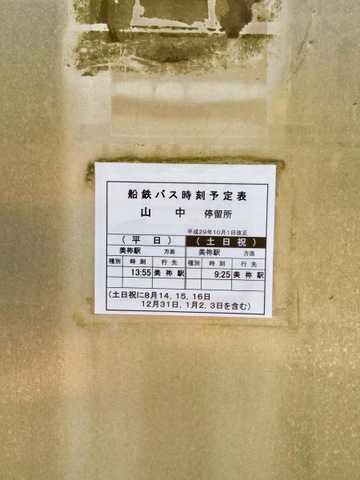 船鉄バス時刻予定表
山 中 停留所
平成29年10月1日改正
(平 日) (土 日 祝)
美祢駅 方面 美祢駅 方面
種別 時 刻 行 先 種別 時 刻 行 先
13:55 美 祢 駅 9:25 美 祢 駅
(土日祝に8月14, 15, 16日
12月31日, 1月2, 3日を含む)